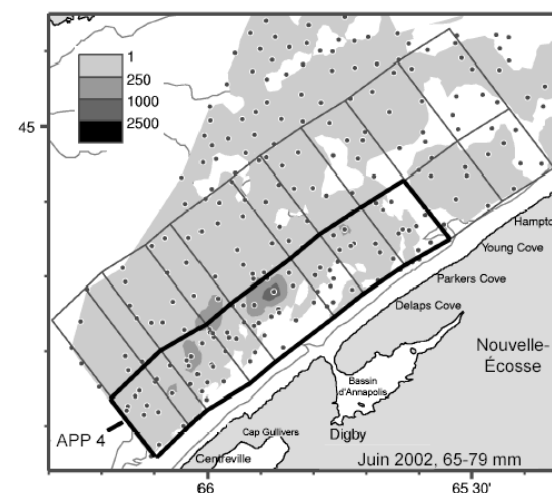 1
250
1000
2500
45
Hampto
Young Cove
Parkers Cove
Delaps Cove
Nouvelle-
Écosse
Bassin
d'Annapolis
Digby
APP 4
Cap Gullivers
Centreville
Juin 2002, 65-79 mm
66
65 30'